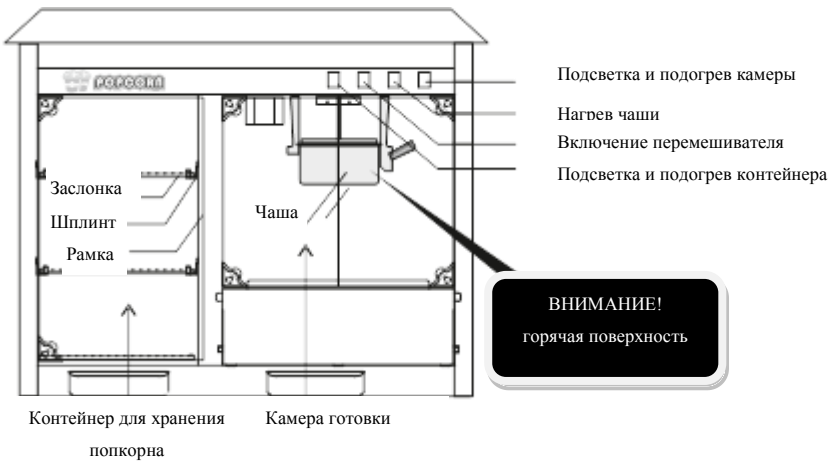 POPCORN
Подсветка и подогрев камеры
Нагрев чаши
Включение перемешивателя
Подсветка и подогрев контейнера
Заслонка
Шплинт
Рамка
Чаша
ВНИМАНИЕ!
горячая поверхность
Контейнер для хранения
попкорна
Камера готовки